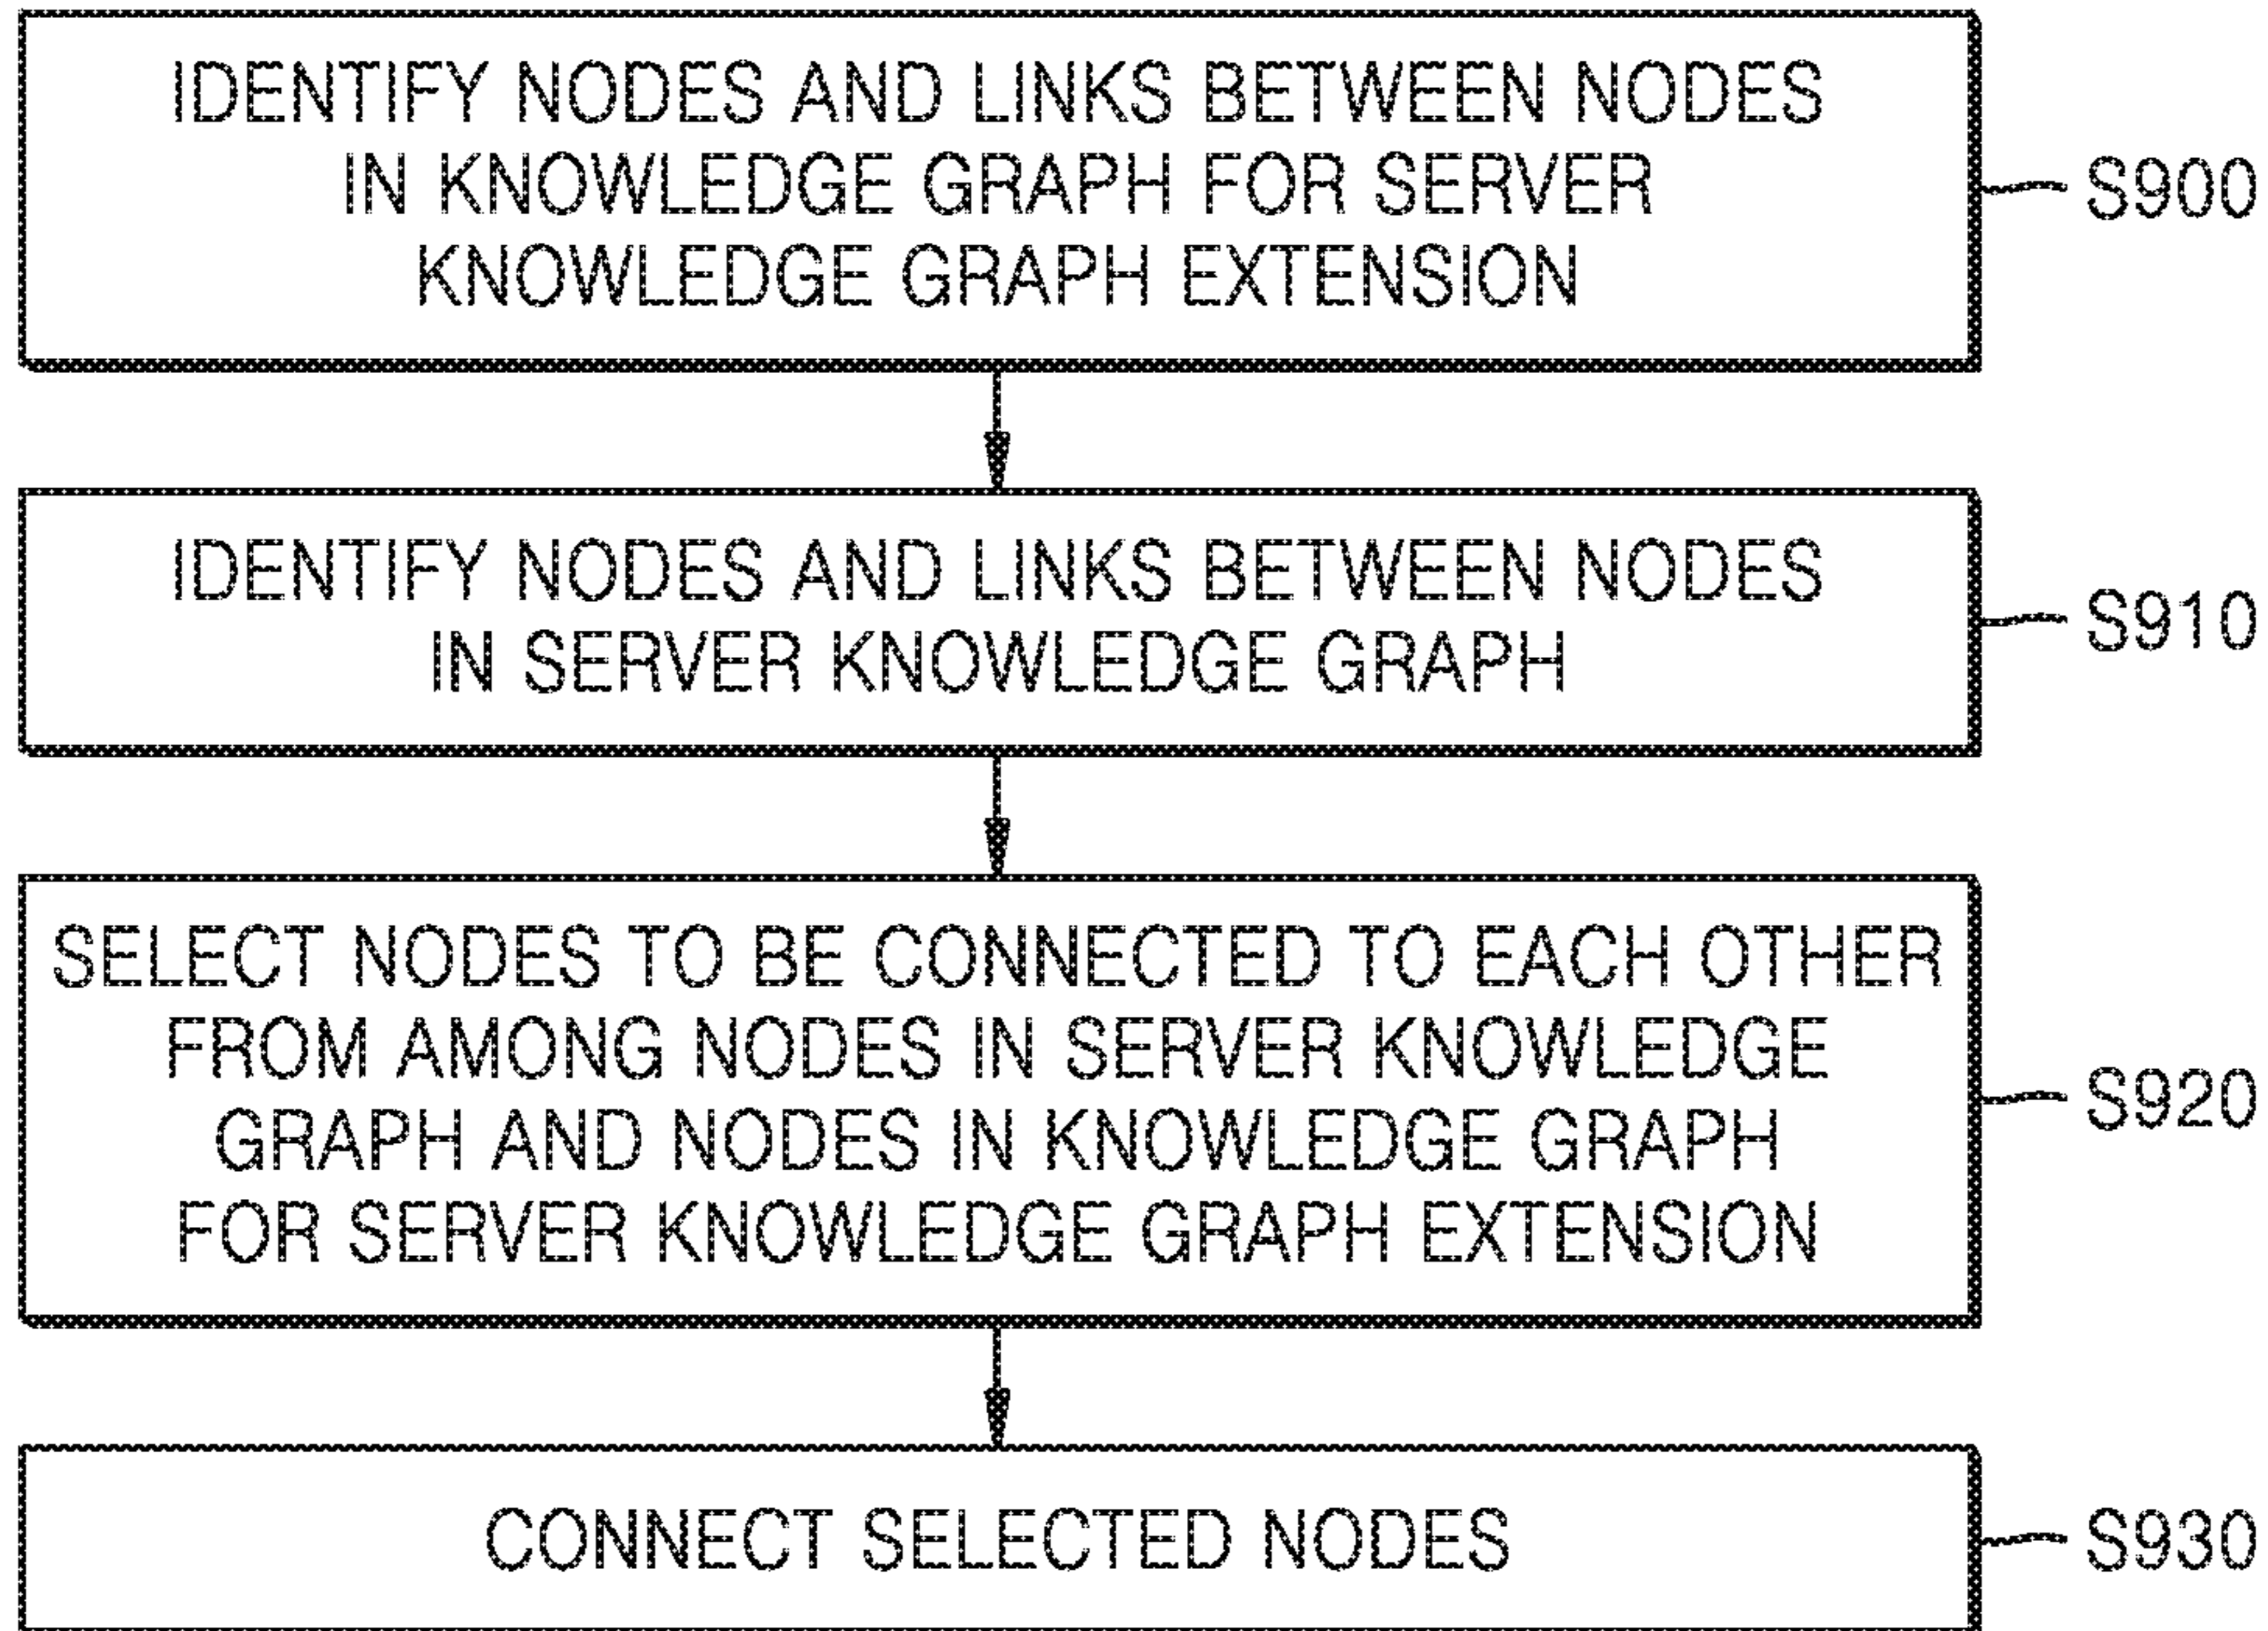 IDENTIFY NODES AND LINKS BETWEEN NODES
IN KNOWLEDGE GRAPH FOR SERVER
KNOWLEDGE GRAPH EXTENSION
S900
IDENTIFY NODES AND LINKS BETWEEN NODES
IN SERVER KNOWLEDGE GRAPH
S910
SELECT NODES TO BE CONNECTED TO EACH OTHER
FROM AMONG NODES IN SERVER KNOWLEDGE
GRAPH AND NODES IN KNOWLEDGE GRAPH
FOR SERVER KNOWLEDGE GRAPH EXTENSION
S920
CONNECT SELECTED NODES
S930